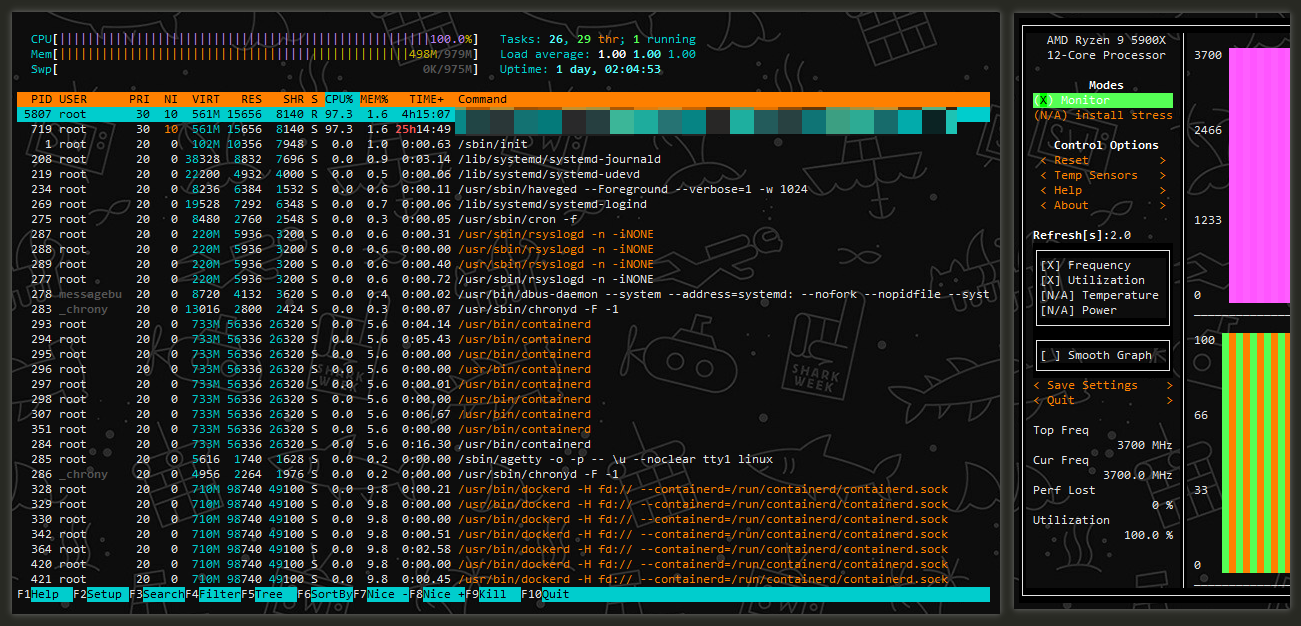 CPU[||||||||||||||||||||||||||||||||||||||||||||||||||||100.0%]
Tasks: 26, 29 thr; 1 running
Mem[||||||||||||||||||||||||||||||||||||||||||||||||||498M/979M]
Load average: 1.00 1.00 1.00
Swp[ 0K/975M]
Uptime: 1 day, 02:04:53
PID USER PRI NI VIRT RES SHR S CPU% MEM% TIME+ Command
5807 root 30 10 561M 15656 8140 R 97.3 1.6 4h15:07
719 root 30 10 561M 15656 8140 S 97.3 1.6 25h14:49
1 root 20 0 102M 10356 7948 S 0.0 1.0 0:00.63 /sbin/init
208 root 20 0 38328 8832 7696 S 0.0 0.9 0:03.14 /lib/systemd/systemd-journald
219 root 20 0 22200 4932 4000 S 0.0 0.5 0:00.06 /lib/systemd/systemd-udevd
234 root 20 0 8236 6384 1532 S 0.0 0.6 0:00.11 /usr/sbin/haveged --Foreground --verbose=1 -w 1024
269 root 20 0 19528 7292 6348 S 0.0 0.7 0:00.06 /lib/systemd/systemd-logind
275 root 20 0 8480 2760 2548 S 0.0 0.3 0:00.05 /usr/sbin/cron -f
287 root 20 0 220M 5936 3200 S 0.0 0.6 0:00.31 /usr/sbin/rsyslogd -n -iNONE
288 root 20 0 220M 5936 3200 S 0.0 0.6 0:00.00 /usr/sbin/rsyslogd -n -iNONE
289 root 20 0 220M 5936 3200 S 0.0 0.6 0:00.40 /usr/sbin/rsyslogd -n -iNONE
277 root 20 0 220M 5936 3200 S 0.0 0.6 0:00.72 /usr/sbin/rsyslogd -n -iNONE
278 messagebu 20 0 8720 4132 3620 S 0.0 0.4 0:00.02 /usr/bin/dbus-daemon --system --address=systemd: --nofork --nopidfile --syst
283 _chrony 20 0 13016 2800 2424 S 0.0 0.3 0:00.07 /usr/sbin/chronyd -F -1
293 root 20 0 733M 56336 26320 S 0.0 5.6 0:04.14 /usr/bin/containerd
294 root 20 0 733M 56336 26320 S 0.0 5.6 0:05.43 /usr/bin/containerd
295 root 20 0 733M 56336 26320 S 0.0 5.6 0:00.00 /usr/bin/containerd
296 root 20 0 733M 56336 26320 S 0.0 5.6 0:00.00 /usr/bin/containerd
297 root 20 0 733M 56336 26320 S 0.0 5.6 0:00.01 /usr/bin/containerd
298 root 20 0 733M 56336 26320 S 0.0 5.6 0:00.00 /usr/bin/containerd
307 root 20 0 733M 56336 26320 S 0.0 5.6 0:06.67 /usr/bin/containerd
351 root 20 0 733M 56336 26320 S 0.0 5.6 0:00.00 /usr/bin/containerd
284 root 20 0 733M 56336 26320 S 0.0 5.6 0:16.30 /usr/bin/containerd
285 root 20 0 5616 1740 1628 S 0.0 0.2 0:00.00 /sbin/agetty -o -p -- \u --noclear tty1 linux
286 _chrony 20 0 4956 2264 1976 S 0.0 0.2 0:00.00 /usr/sbin/chronyd -F -1
328 root 20 0 710M 98740 49100 S 0.0 9.8 0:00.21 /usr/bin/dockerd -H fd:// --containerd=/run/containerd/containerd.sock
329 root 20 0 710M 98740 49100 S 0.0 9.8 0:00.00 /usr/bin/dockerd -H fd:// --containerd=/run/containerd/containerd.sock
330 root 20 0 710M 98740 49100 S 0.0 9.8 0:00.00 /usr/bin/dockerd -H fd:// --containerd=/run/containerd/containerd.sock
342 root 20 0 710M 98740 49100 S 0.0 9.8 0:00.51 /usr/bin/dockerd -H fd:// --containerd=/run/containerd/containerd.sock
364 root 20 0 710M 98740 49100 S 0.0 9.8 0:02.58 /usr/bin/dockerd -H fd:// --containerd=/run/containerd/containerd.sock
420 root 20 0 710M 98740 49100 S 0.0 9.8 0:00.00 /usr/bin/dockerd -H fd:// --containerd=/run/containerd/containerd.sock
421 root 20 0 710M 98740 49100 S 0.0 9.8 0:00.45 /usr/bin/dockerd -H fd:// --containerd=/run/containerd/containerd.sock
F1Help F2Setup F3SearchF4FilterF5Tree F6SortByF7Nice -F8Nice +F9Kill F10Quit
SHARK WEEK
AMD Ryzen 9 5900X
12-Core Processor
Modes
(X) Monitor
(N/A) install stress
Control Options
< Reset >
< Temp Sensors >
< Help >
< About >
Refresh[s]:2.0
[X] Frequency
[X] Utilization
[N/A] Temperature
[N/A] Power
[ ] Smooth Graph
< Save Settings >
< Quit >
Top Freq
3700 MHz
Cur Freq
3700.0 MHz
Perf Lost
0 %
Utilization
100.0 %
3700
2466
1233
0
100
66
33
0